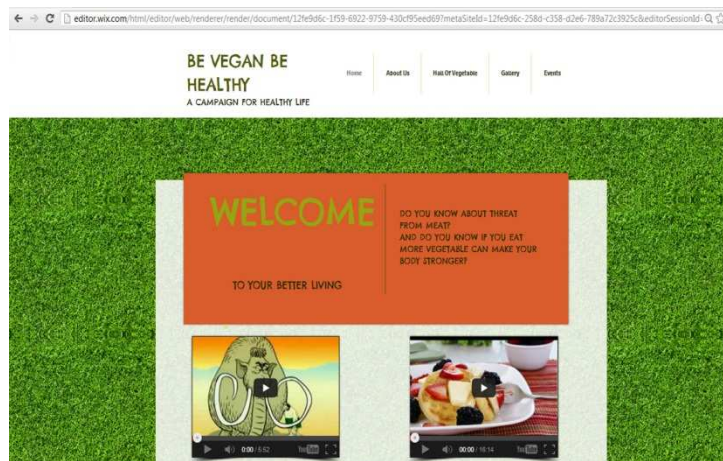 editor.wix.com/html/editor/web/renderer/render/document/12fe9d6c-1f59-6922-9759-430cf95eed69?metaSiteId=12fe9d6c-258d-c358-d2e6-789a72c3925c&editorSessionId=
BE VEGAN BE
HEALTHY
A CAMPAIGN FOR HEALTHY LIFE
Home About Us Hall Of Vegetable Gallery Events
WELCOME
TO YOUR BETTER LIVING
DO YOU KNOW ABOUT THREAT
FROM MEAT?
AND DO YOU KNOW IF YOU EAT
MORE VEGETABLE CAN MAKE YOUR
BODY STRONGER?
0:00 / 5:52 YouTube
00:00 / 16:14 YouTube